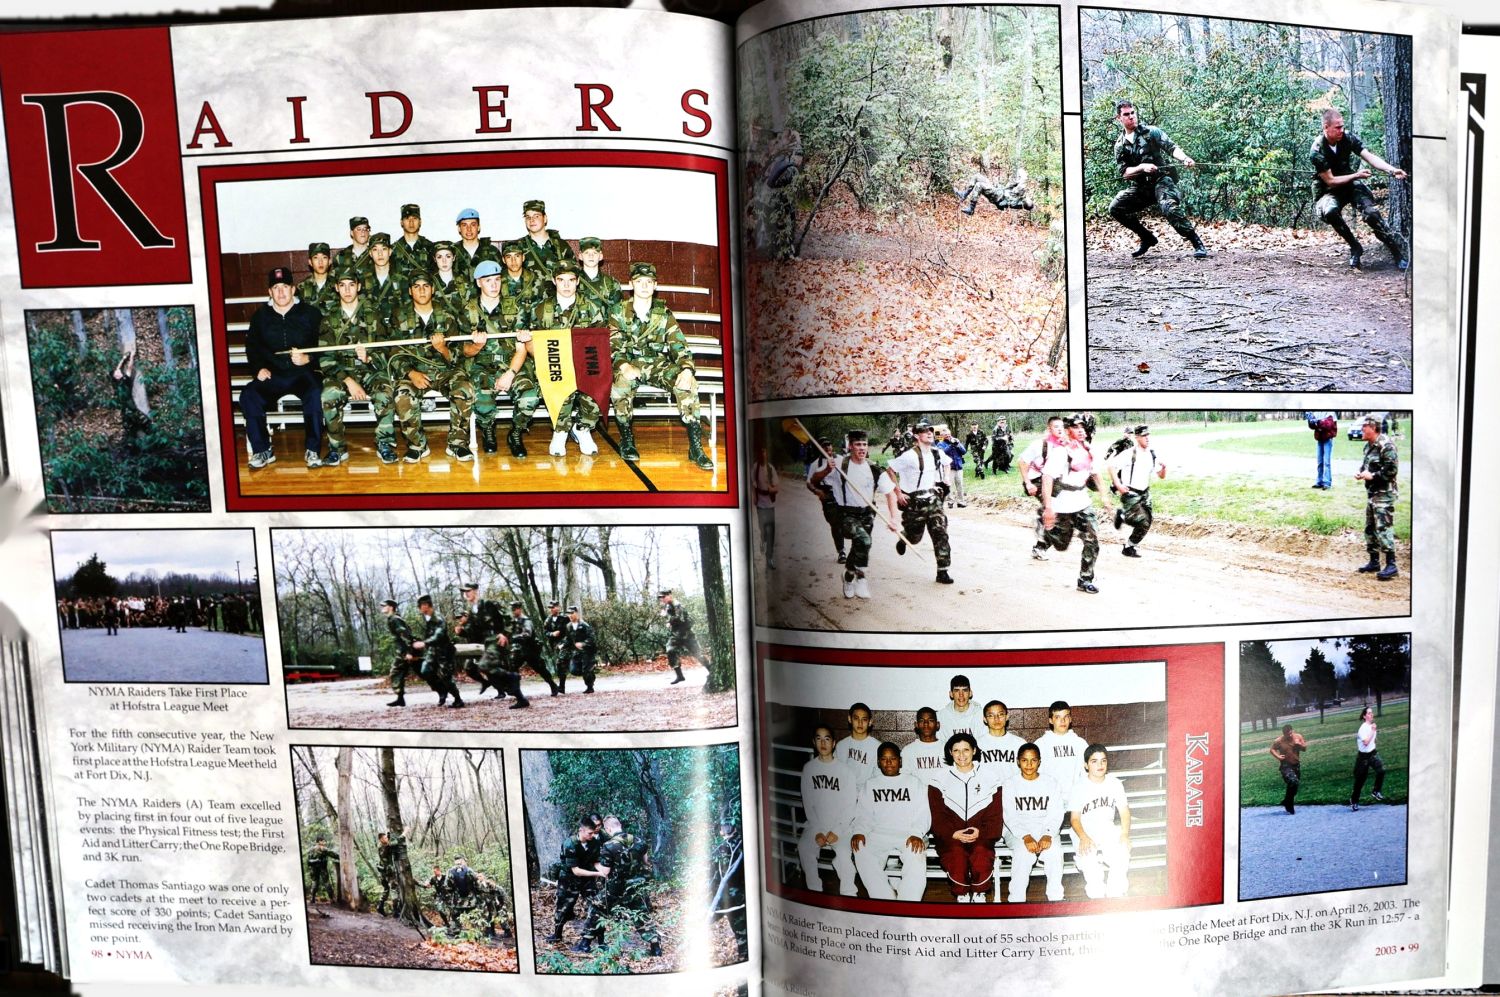 RAIDERS
RAIDERS
NYMA
NYMA Raiders Take First Place
at Hofstra League Meet
For the fifth consecutive year, the New
York Military (NYMA) Raider Team took
first place at the Hofstra League Meet held
at Fort Dix, N.J.
The NYMA Raiders (A) Team excelled
by placing first in four out of five league
events: the Physical Fitness test; the First
Aid and Litter Carry; the One Rope Bridge,
and 3K run.
Cadet Thomas Santiago was one of only
two cadets at the meet to receive a per-
fect score of 330 points; Cadet Santiago
missed receiving the Iron Man Award by
one point.
98 • NYMA
KARATE
NYMA
NYMA
NYMA
NYMA
NYMA
NYMA
NYMA
N.Y.M.A
NYMA Raider Team placed fourth overall out of 55 schools Brigade Meet at Fort Dix, N.J. on April 26, 2003. The
team took first place on the First Aid and Litter Carry Event, the One Rope Bridge and ran the 3K Run in 12:57 - a
NYMA Raider Record!
2003 • 99